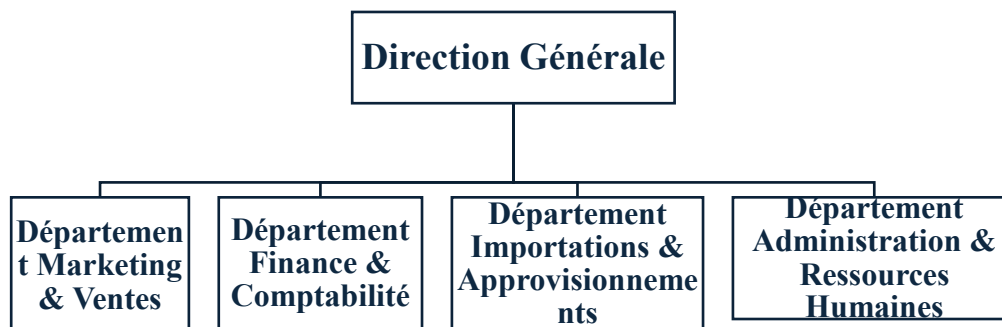 Direction Générale
Départemen
t Marketing
& Ventes
Département
Finance &
Comptabilité
Département
Importations &
Approvisionneme
nts
Département
Administration &
Ressources
Humaines